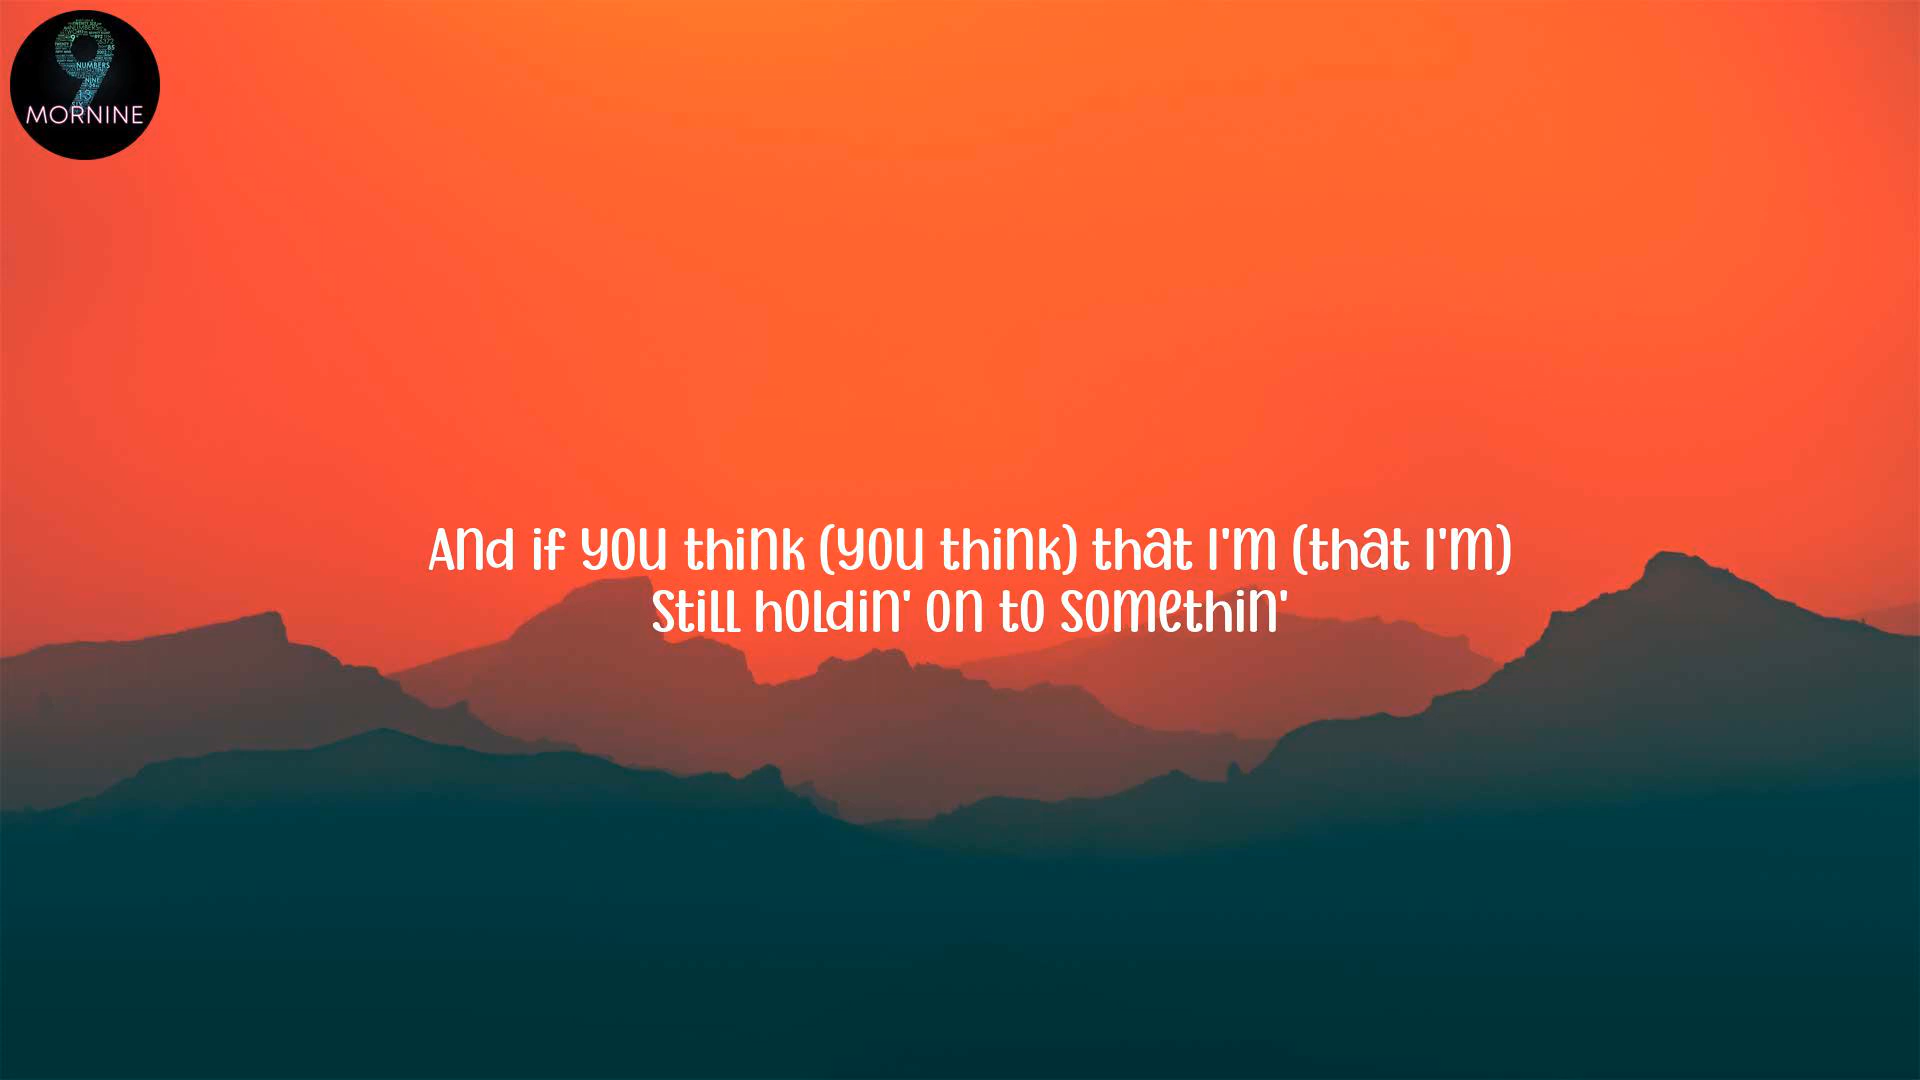 MORNINE
And if you think (you think) that I'm (that I'm)
Still holdin' on to somethin'